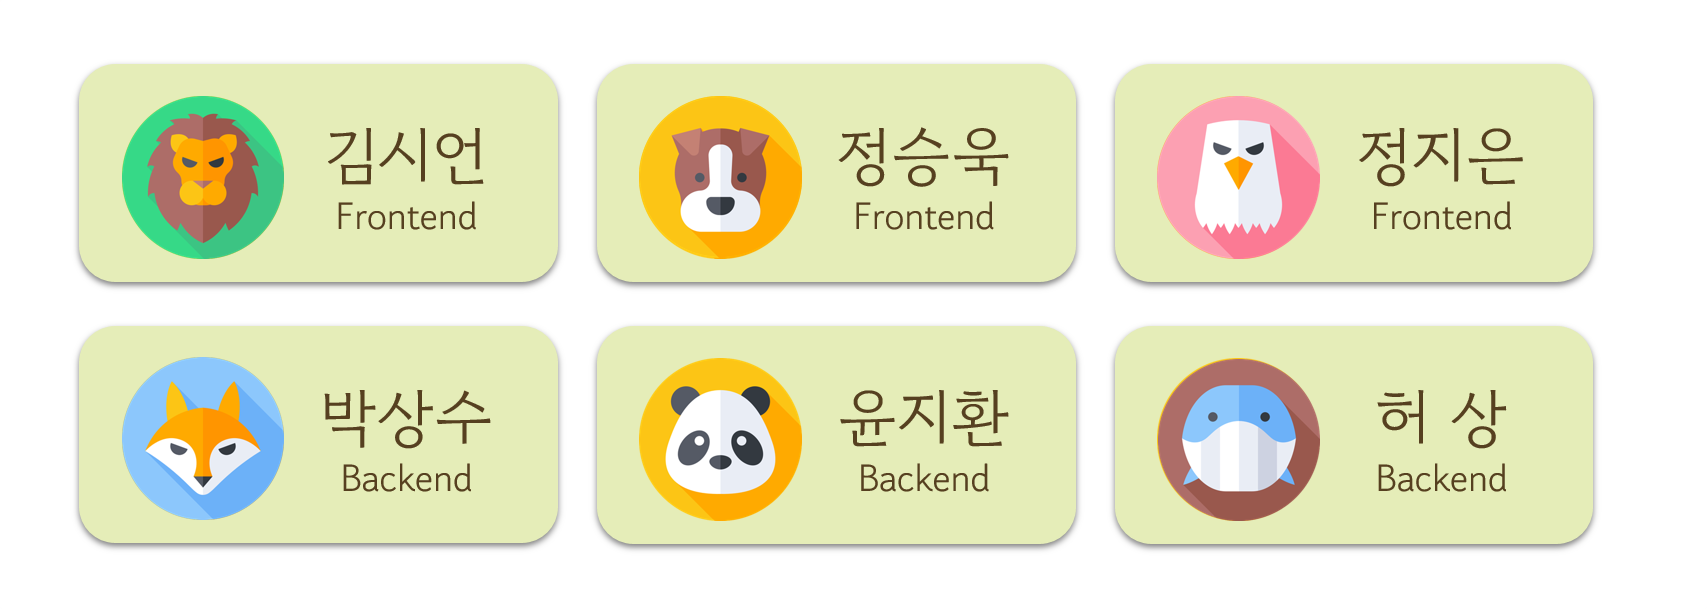 김시언
Frontend
정승욱
Frontend
정지은
Frontend
박상수
Backend
윤지환
Backend
허 상
Backend